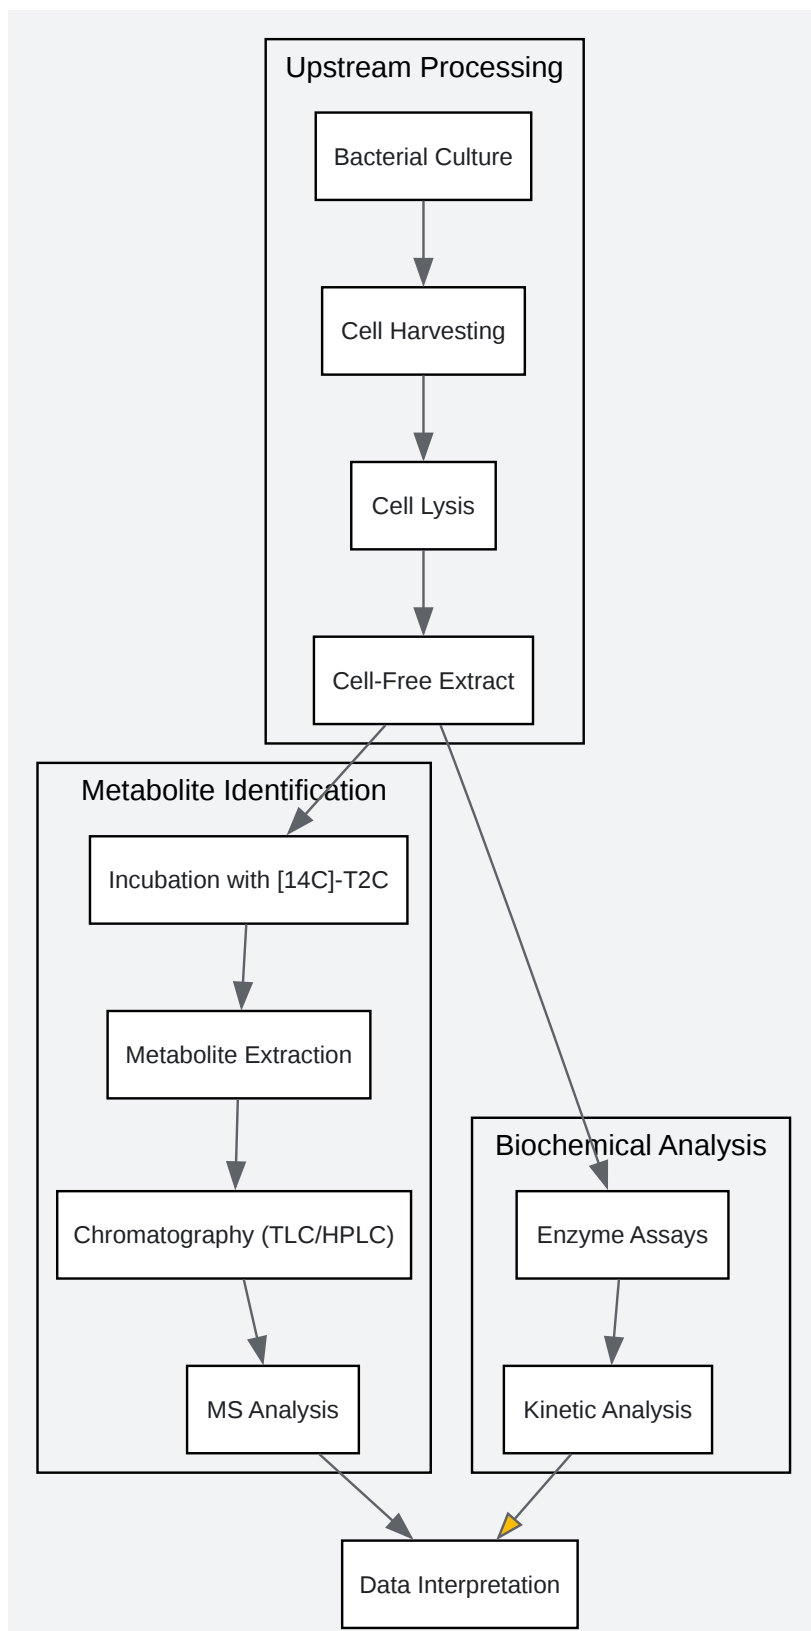 Upstream Processing
Bacterial Culture
Cell Harvesting
Cell Lysis
Cell-Free Extract
Metabolite Identification
Incubation with [14C]-T2C
Metabolite Extraction
Chromatography (TLC/HPLC)
MS Analysis
Biochemical Analysis
Enzyme Assays
Kinetic Analysis
Data Interpretation